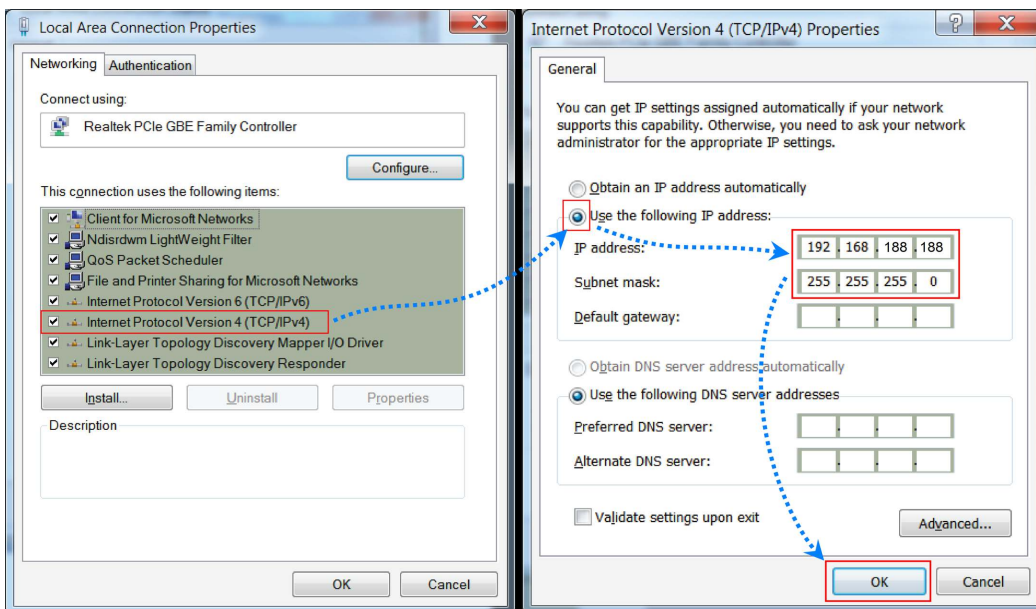 Local Area Connection Properties
Networking
Authentication
Connect using:
Realtek PCIe GBE Family Controller
Configure...
This connection uses the following items:
Client for Microsoft Networks
Ndisrdwm LightWeight Filter
QoS Packet Scheduler
File and Printer Sharing for Microsoft Networks
Internet Protocol Version 6 (TCP/IPv6)
Internet Protocol Version 4 (TCP/IPv4)
Link-Layer Topology Discovery Mapper I/O Driver
Link-Layer Topology Discovery Responder
Install...
Uninstall
Properties
Description
OK
Cancel
Internet Protocol Version 4 (TCP/IPv4) Properties
General
You can get IP settings assigned automatically if your network
supports this capability. Otherwise, you need to ask your network
administrator for the appropriate IP settings.
Obtain an IP address automatically
Use the following IP address:
IP address: 192 . 168 . 188 . 188
Subnet mask: 255 . 255 . 255 . 0
Default gateway: . . .
Obtain DNS server address automatically
Use the following DNS server addresses
Preferred DNS server: . . .
Alternate DNS server: . . .
Validate settings upon exit
Advanced...
OK
Cancel